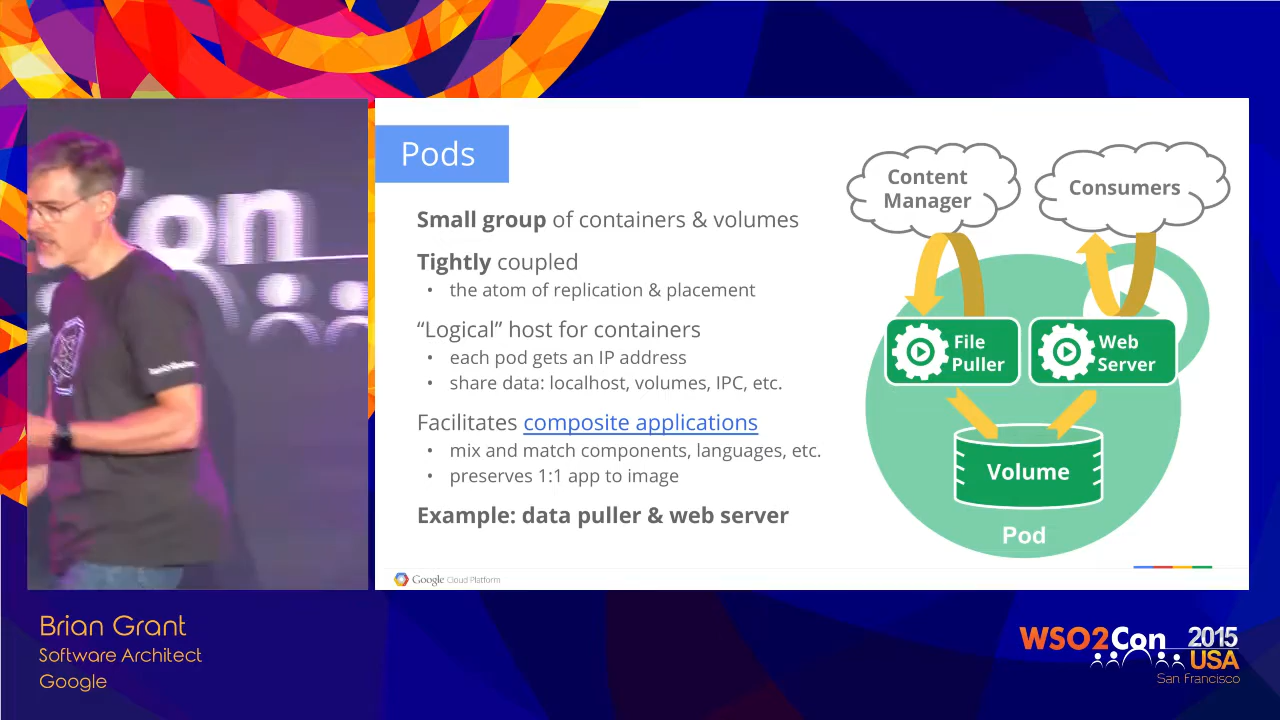 Pods
Small group of containers & volumes
Tightly coupled
• the atom of replication & placement
“Logical” host for containers
• each pod gets an IP address
• share data: localhost, volumes, IPC, etc.
Facilitates composite applications
• mix and match components, languages, etc.
• preserves 1:1 app to image
Example: data puller & web server
Content
Manager
Consumers
File
Puller
Web
Server
Volume
Pod
Google Cloud Platform
Brian Grant
Software Architect
Google
WSO2Con 2015
USA
San Francisco